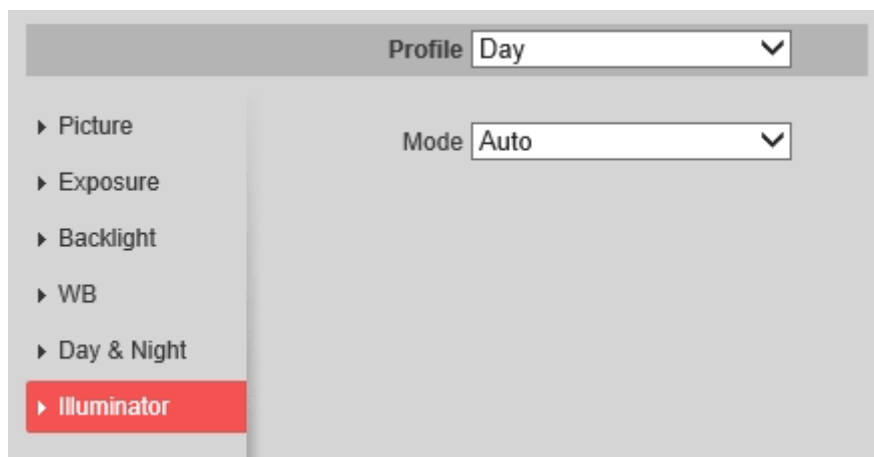 Profile Day
Picture
Mode Auto
Exposure
Backlight
WB
Day & Night
Illuminator